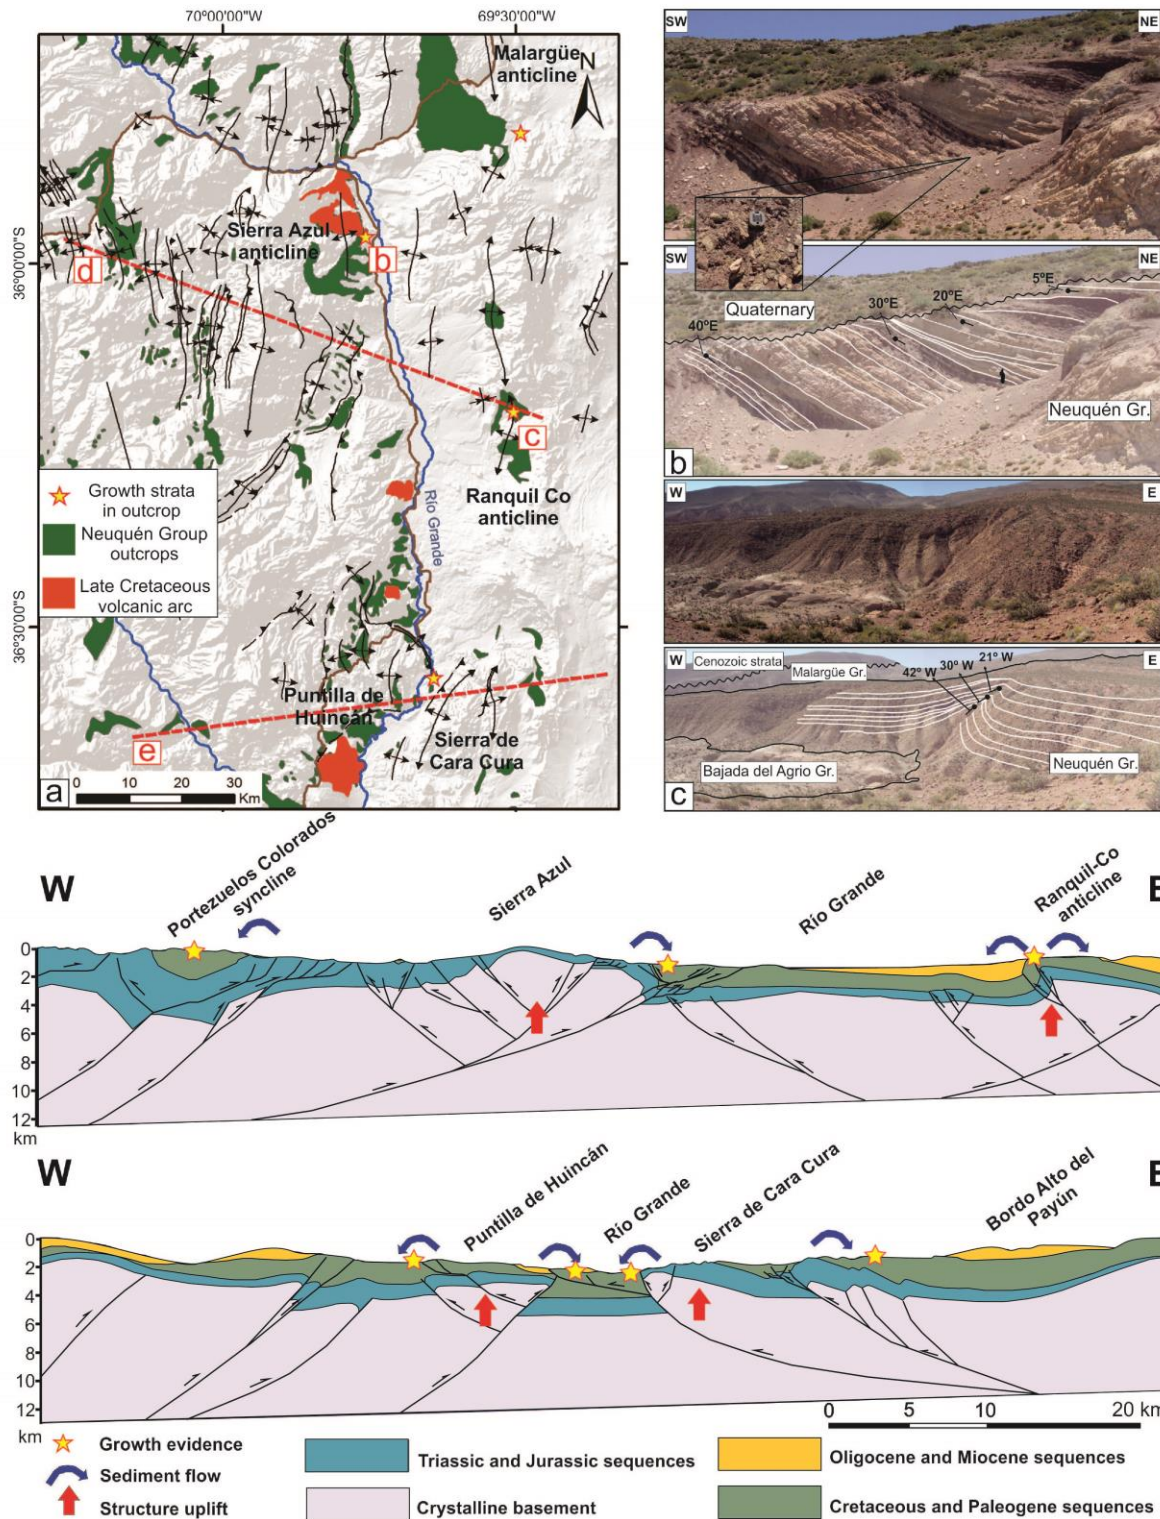 70°00'00"W
69°30'00"W
Malargüe
anticline
N
Sierra Azul
anticline
b
d
36°00'00"S
c
Growth strata
in outcrop
Neuquén Group
outcrops
Late Cretaceous
volcanic arc
Ranquil Co
anticline
Río Grande
36°30'00"S
Puntilla de
Huincán
e
Sierra de
Cara Cura
a
0 10 20 30
Km
SW
NE
SW
NE
5ºE
20ºE
30ºE
Quaternary
40ºE
Neuquén Gr.
b
W
E
W
E
Cenozoic strata
Malargüe Gr.
42º W
30º W
21º W
Bajada del Agrio Gr.
Neuquén Gr.
c
W
Portezuelos Colorados
syncline
Sierra Azul
Río Grande
Ranquil-Co
anticline
E
0
2
4
6
8
10
12
km
W
Puntilla de Huincán
Río Grande
Sierra de Cara Cura
Bordo Alto del
Payún
E
0
2
4
6
8
10
12
km
0 5 10 20 km
Growth evidence
Sediment flow
Structure uplift
Triassic and Jurassic sequences
Crystalline basement
Oligocene and Miocene sequences
Cretaceous and Paleogene sequences